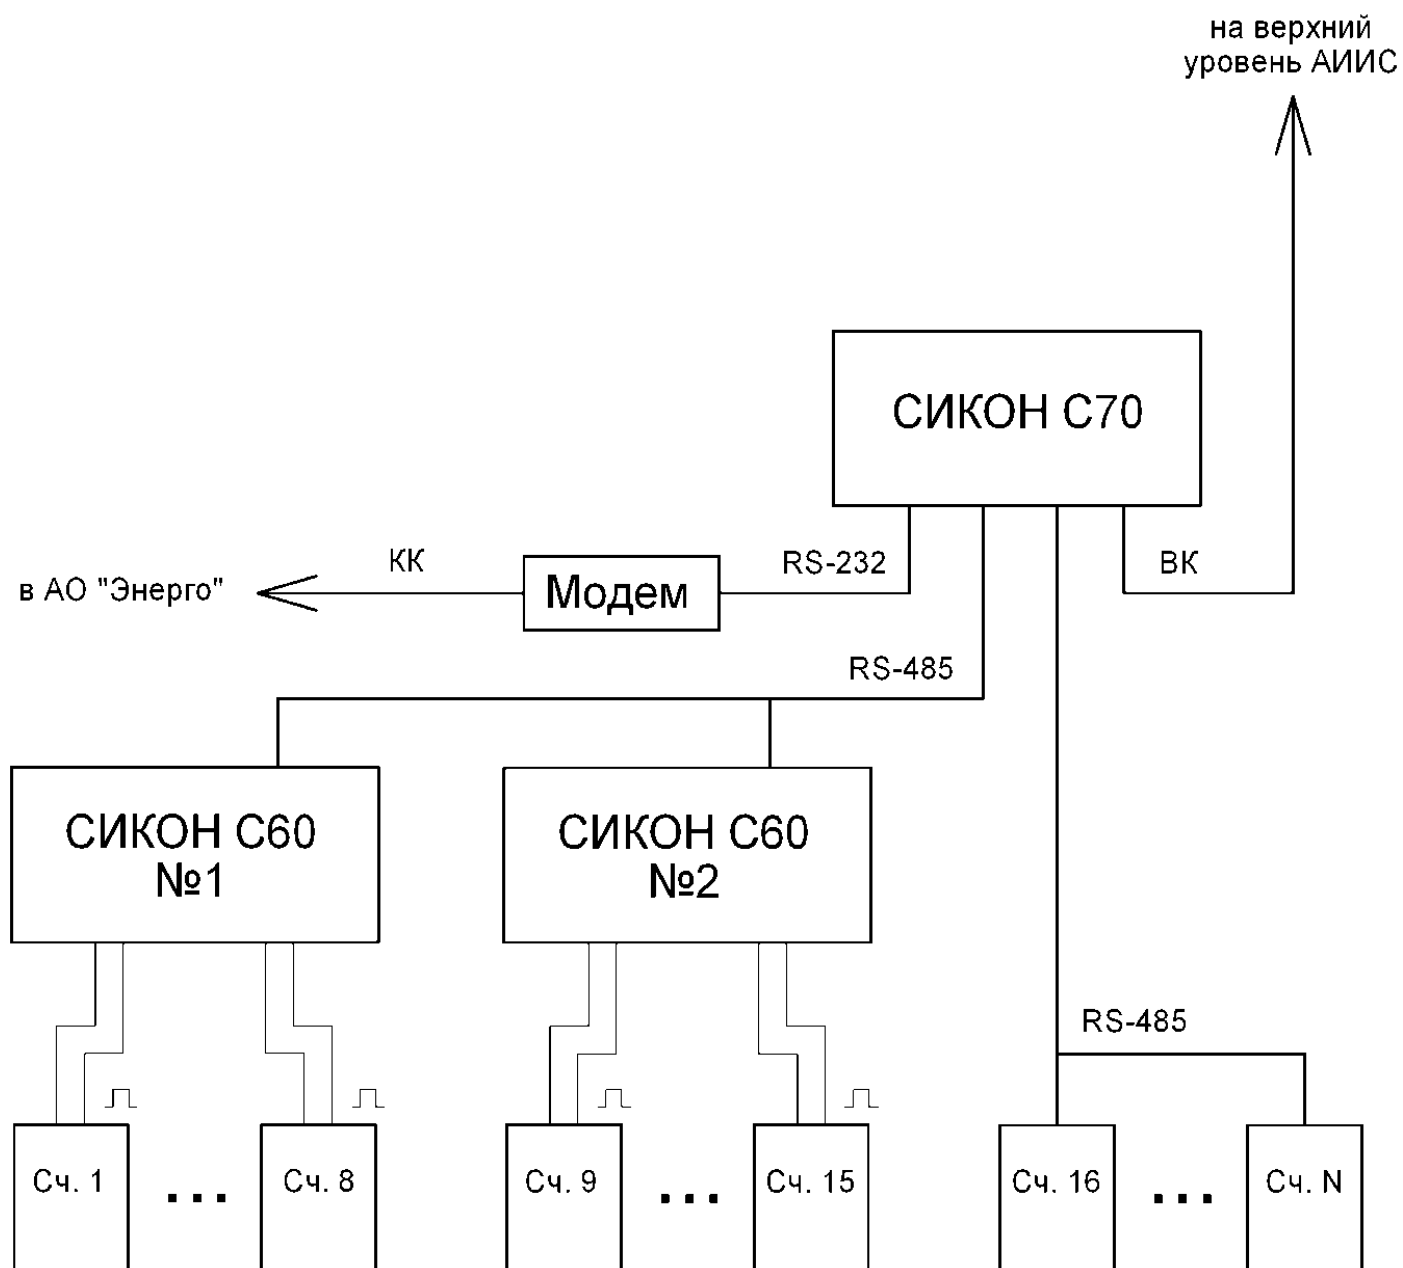 на верхний
уровень АИИС
СИКОН С70
КК
RS-232
ВК
в АО "Энерго"
Модем
RS-485
СИКОН С60
№1
СИКОН С60
№2
RS-485
Сч. 1
Сч. 8
Сч. 9
Сч. 15
Сч. 16
Сч. N